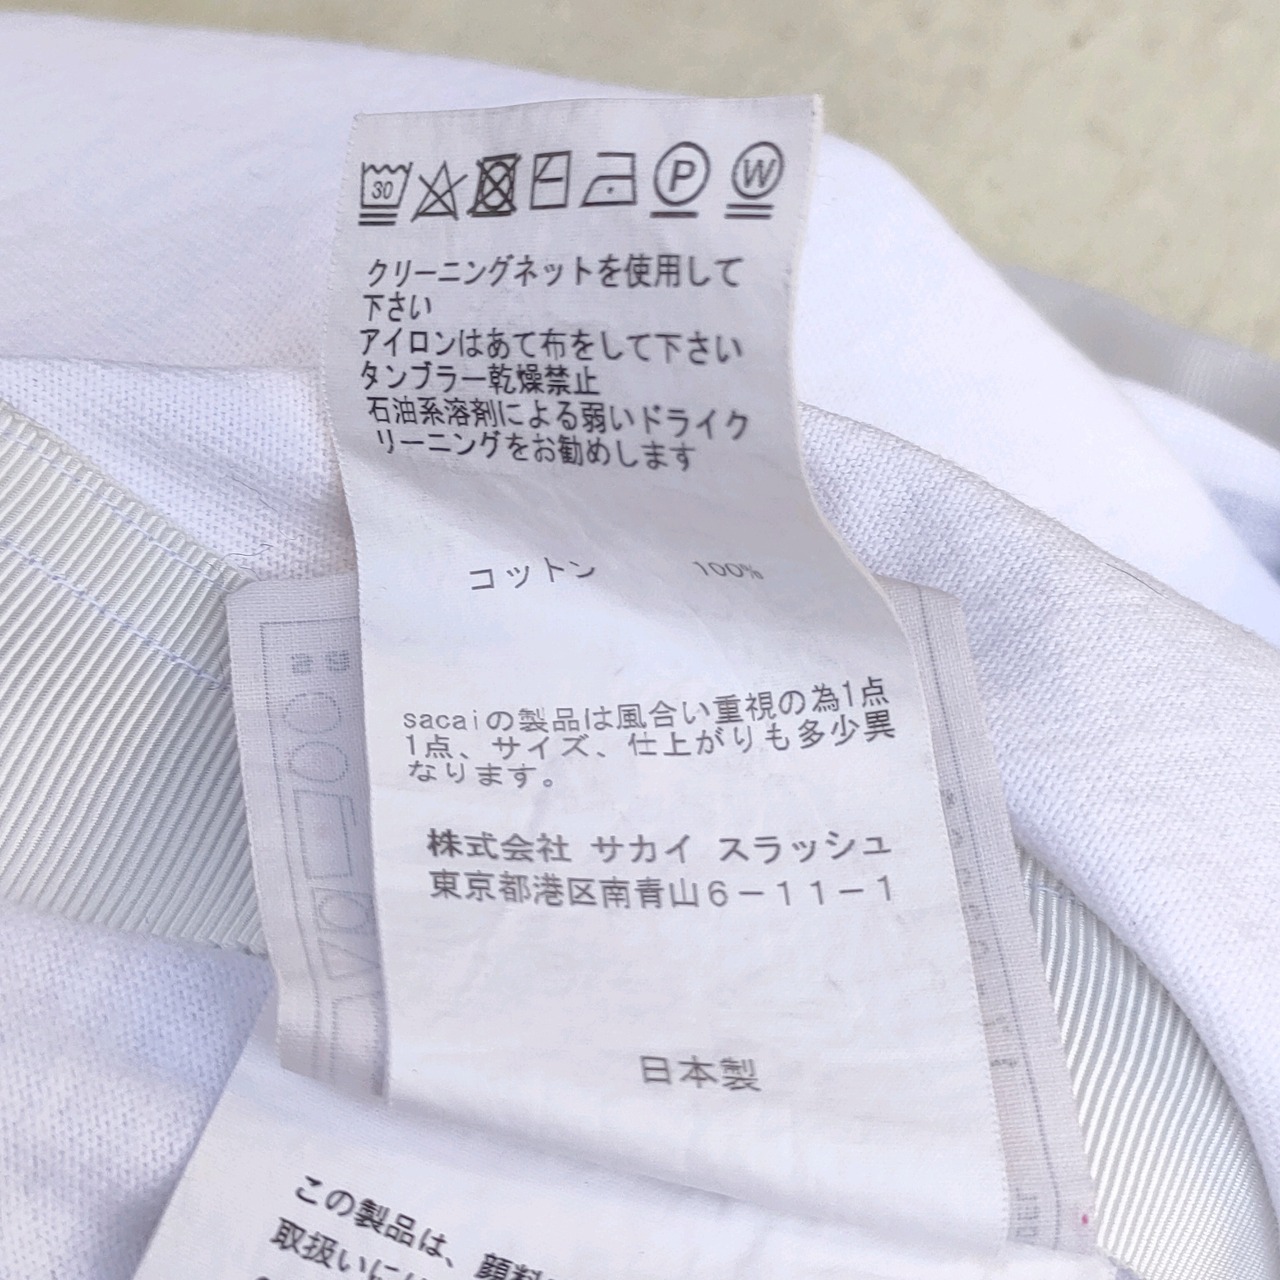 30 P W
クリーニングネットを使用して
下さい
アイロンはあて布をして下さい
タンブラー乾燥禁止
石油系溶剤による弱いドライク
リーニングをお勧めします
コットン 100%
sacaiの製品は風合い重視の為1点
1点、サイズ、仕上がりも多少異
なります。
株式会社 サカイ スラッシュ
東京都港区南青山6-11-1
日本製
この製品は、顔料
取扱いには